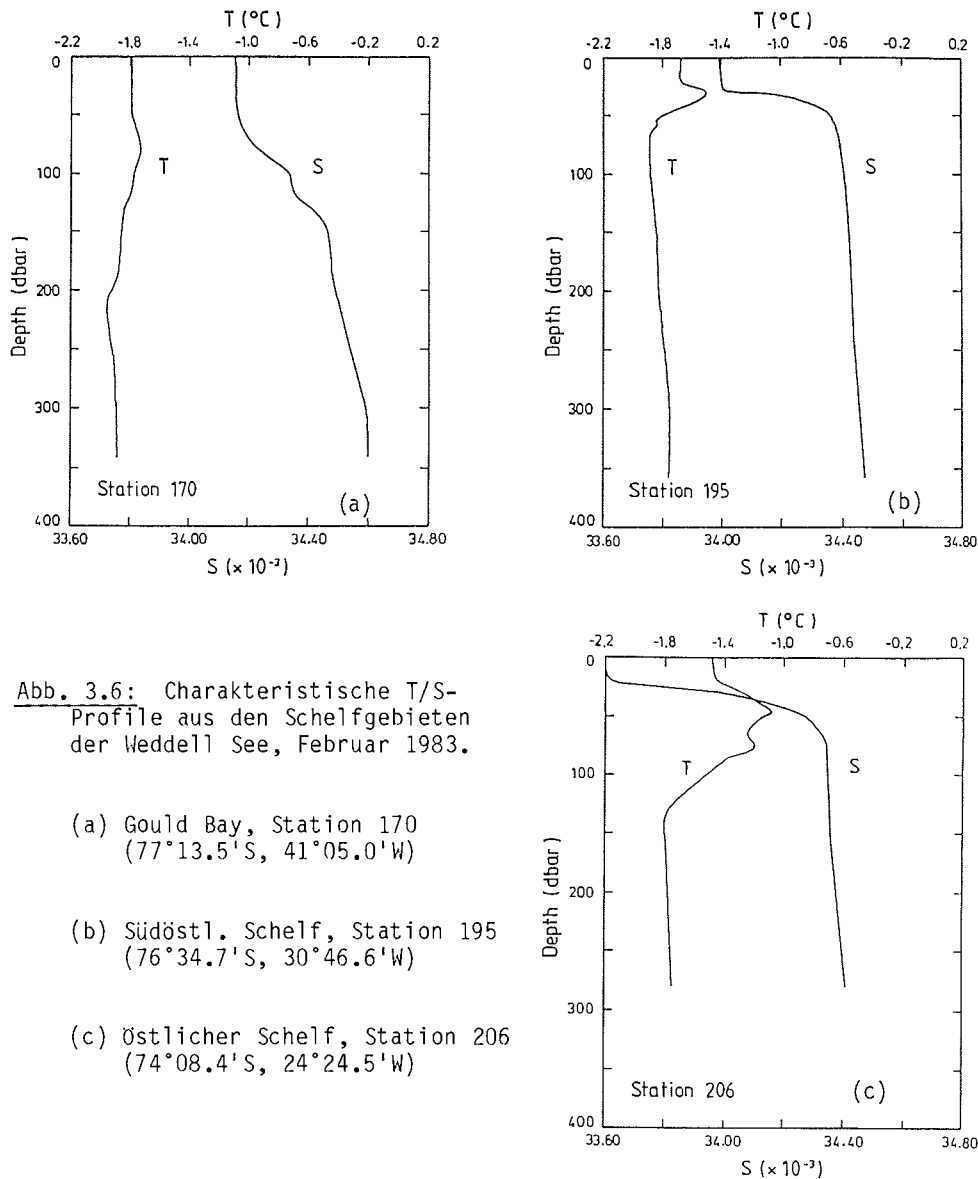 T (°C)
-2.2 -1.8 -1.4 -1.0 -0.6 -0.2 0.2
0
100
200
300
400
Depth (dbar)
T
S
Station 170
(a)
33.60 34.00 34.40 34.80
S (× 10⁻³)
T (°C)
-2.2 -1.8 -1.4 -1.0 -0.6 -0.2 0.2
0
100
200
300
400
Depth (dbar)
T
S
Station 195
(b)
33.60 34.00 34.40 34.80
S (× 10⁻³)
Abb. 3.6: Charakteristische T/S-
Profile aus den Schelfgebieten
der Weddell See, Februar 1983.
(a) Gould Bay, Station 170
(77°13.5'S, 41°05.0'W)
(b) Südöstl. Schelf, Station 195
(76°34.7'S, 30°46.6'W)
(c) Östlicher Schelf, Station 206
(74°08.4'S, 24°24.5'W)
T (°C)
-2.2 -1.8 -1.4 -1.0 -0.6 -0.2 0.2
0
100
200
300
400
Depth (dbar)
T
S
Station 206
(c)
33.60 34.00 34.40 34.80
S (× 10⁻³)